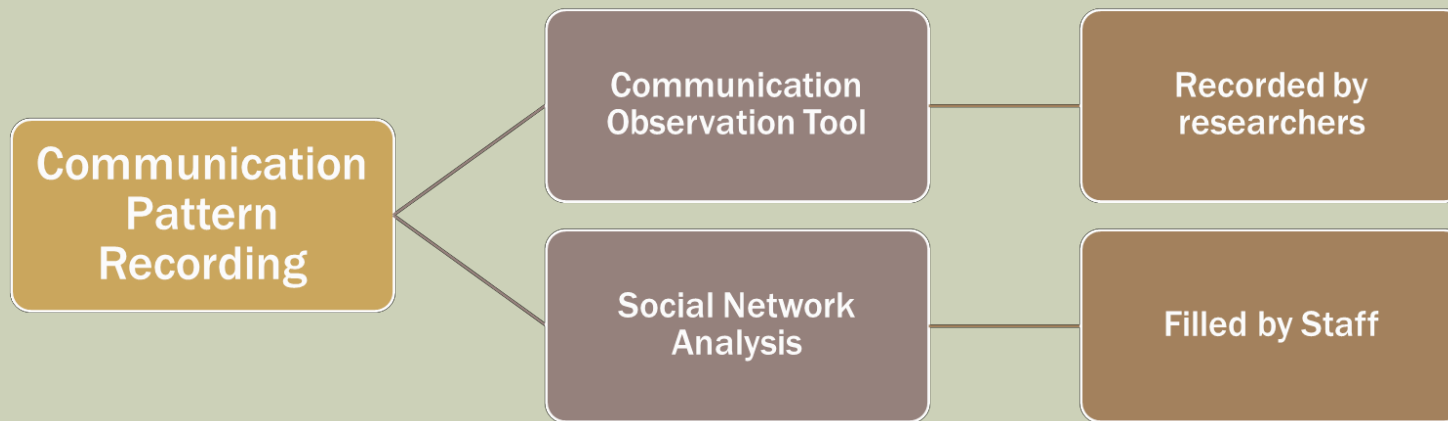 Communication
Pattern
Recording
Communication
Observation Tool
Recorded by
researchers
Social Network
Analysis
Filled by Staff